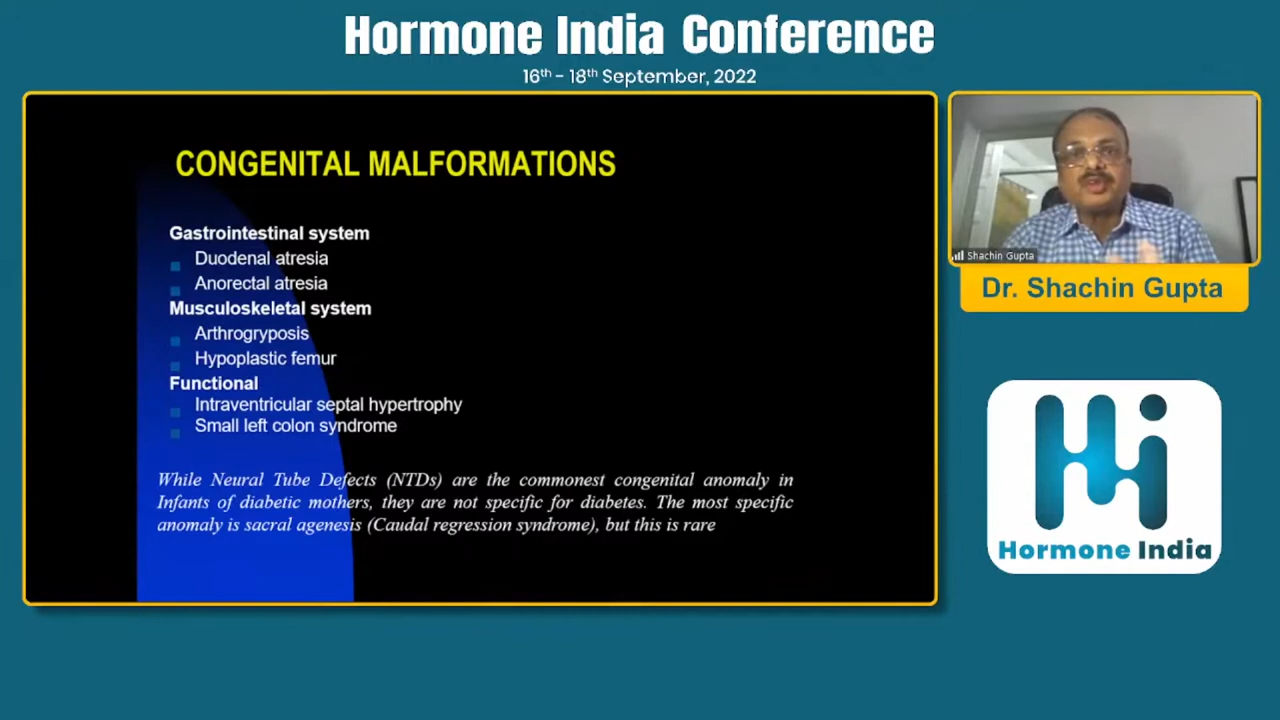 Hormone India Conference
16th - 18th September, 2022
CONGENITAL MALFORMATIONS
Gastrointestinal system
Duodenal atresia
Anorectal atresia
Musculoskeletal system
Arthrogryposis
Hypoplastic femur
Functional
Intraventricular septal hypertrophy
Small left colon syndrome
While Neural Tube Defects (NTDs) are the commonest congenital anomaly in
Infants of diabetic mothers, they are not specific for diabetes. The most specific
anomaly is sacral agenesis (Caudal regression syndrome), but this is rare
Shachin Gupta
Dr. Shachin Gupta
Hi
Hormone India